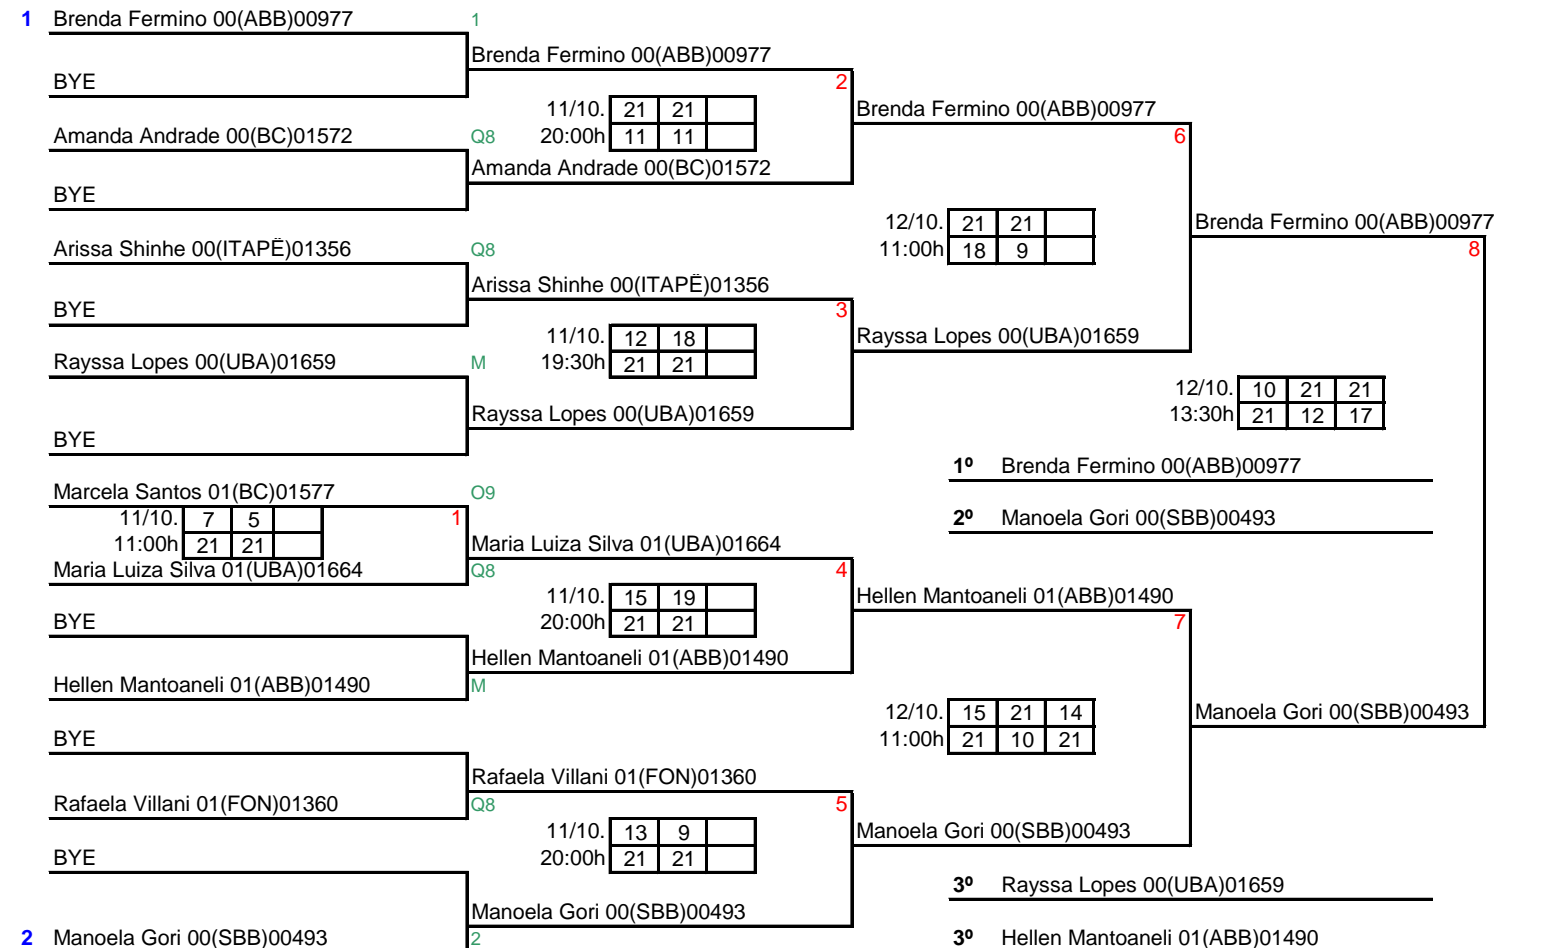 1 Brenda Fermino 00(ABB)00977 1
Brenda Fermino 00(ABB)00977
BYE 2
11/10. 21 21 Brenda Fermino 00(ABB)00977
Amanda Andrade 00(BC)01572 Q8 20:00h 11 11 6
Amanda Andrade 00(BC)01572
BYE
12/10. 21 21 Brenda Fermino 00(ABB)00977
Arissa Shinhe 00(ITAPÊ)01356 Q8 11:00h 18 9 8
Arissa Shinhe 00(ITAPÊ)01356
BYE 3
11/10. 12 18 Rayssa Lopes 00(UBA)01659
Rayssa Lopes 00(UBA)01659 M 19:30h 21 21
12/10. 10 21 21
Rayssa Lopes 00(UBA)01659 13:30h 21 12 17
BYE
1º Brenda Fermino 00(ABB)00977
Marcela Santos 01(BC)01577 O9
11/10. 7 5 1 2º Manoela Gori 00(SBB)00493
11:00h 21 21 Maria Luiza Silva 01(UBA)01664
Maria Luiza Silva 01(UBA)01664 Q8 4
11/10. 15 19 Hellen Mantoaneli 01(ABB)01490
BYE 20:00h 21 21 7
Hellen Mantoaneli 01(ABB)01490
Hellen Mantoaneli 01(ABB)01490 M
12/10. 15 21 14 Manoela Gori 00(SBB)00493
BYE 11:00h 21 10 21
Rafaela Villani 01(FON)01360
Rafaela Villani 01(FON)01360 Q8 5
11/10. 13 9 Manoela Gori 00(SBB)00493
BYE 20:00h 21 21
3º Rayssa Lopes 00(UBA)01659
Manoela Gori 00(SBB)00493
2 Manoela Gori 00(SBB)00493 2 3º Hellen Mantoaneli 01(ABB)01490